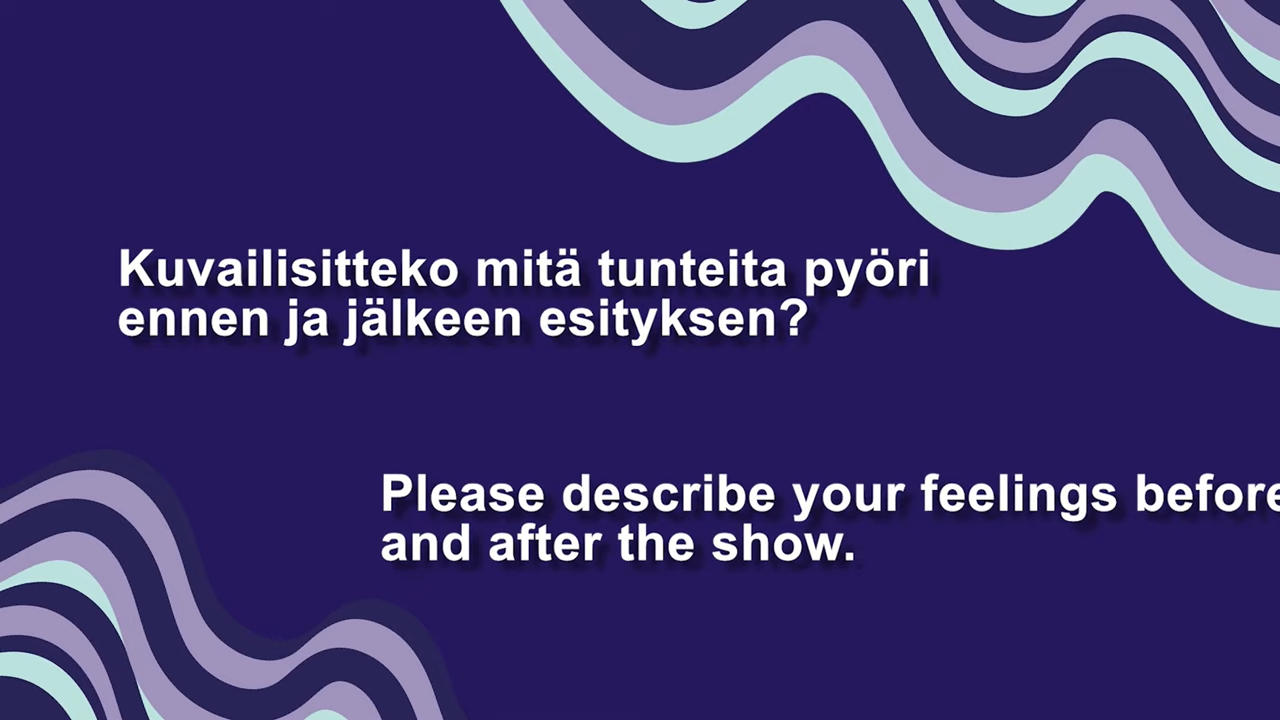 Kuvailisitteko mitä tunteita pyöri
ennen ja jälkeen esityksen?
Please describe your feelings before
and after the show.